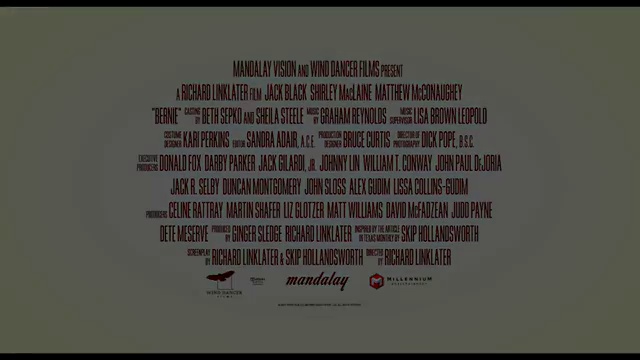 MANDALAY VISION AND WIND DANCER FILMS PRESENT
A RICHARD LINKLATER FILM JACK BLACK SHIRLEY MACLAINE MATTHEW MCCONAUGHEY
"BERNIE" CASTING BY BETH SEPKO AND SHEILA STEELE MUSIC BY GRAHAM REYNOLDS MUSIC SUPERVISOR LISA BROWN LEOPOLD
COSTUME DESIGNER KARI PERKINS EDITOR SANDRA ADAIR, A.C.E. PRODUCTION DESIGNER BRUCE CURTIS DIRECTOR OF PHOTOGRAPHY DICK POPE, B.S.C.
EXECUTIVE PRODUCERS DONALD FOX DARBY PARKER JACK GILARDI, JR. JOHNNY LIN WILLIAM T. CONWAY JOHN PAUL DEJORIA
JACK R. SELBY DUNCAN MONTGOMERY JOHN SLOSS ALEX GUDIM LISSA COLLINS-GUDIM
PRODUCERS CELINE RATTRAY MARTIN SHAFER LIZ GLOTZER MATT WILLIAMS DAVID MCFADZEAN JUDD PAYNE
DETE MESERVE PRODUCED BY GINGER SLEDGE RICHARD LINKLATER INSPIRED BY THE ARTICLE IN TEXAS MONTHLY BY SKIP HOLLANDSWORTH
SCREENPLAY BY RICHARD LINKLATER & SKIP HOLLANDSWORTH DIRECTED BY RICHARD LINKLATER
WIND DANCER FILMS mandalay MILLENNIUM ENTERTAINMENT